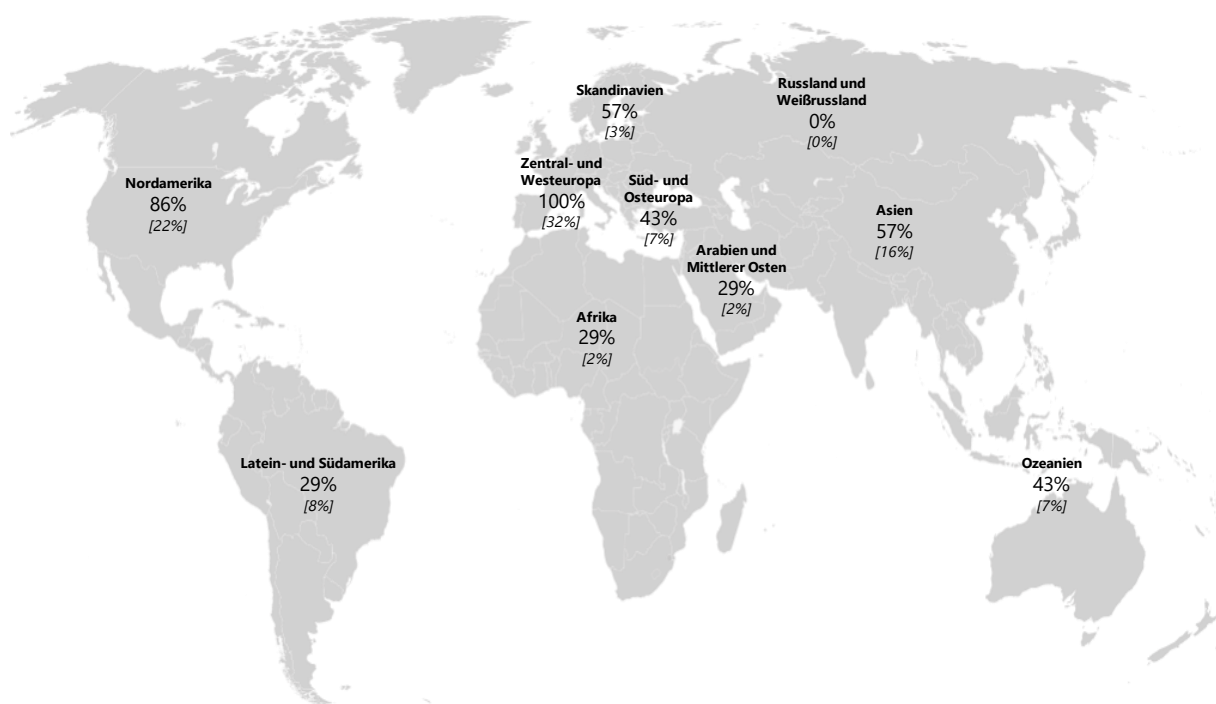 Skandinavien
57%
[3%]
Russland und
Weißrussland
0%
[0%]
Nordamerika
86%
[22%]
Zentral- und
Westeuropa
100%
[32%]
Süd- und
Osteuropa
43%
[7%]
Asien
57%
[16%]
Arabien und
Mittlerer Osten
29%
[2%]
Afrika
29%
[2%]
Latein- und Südamerika
29%
[8%]
Ozeanien
43%
[7%]